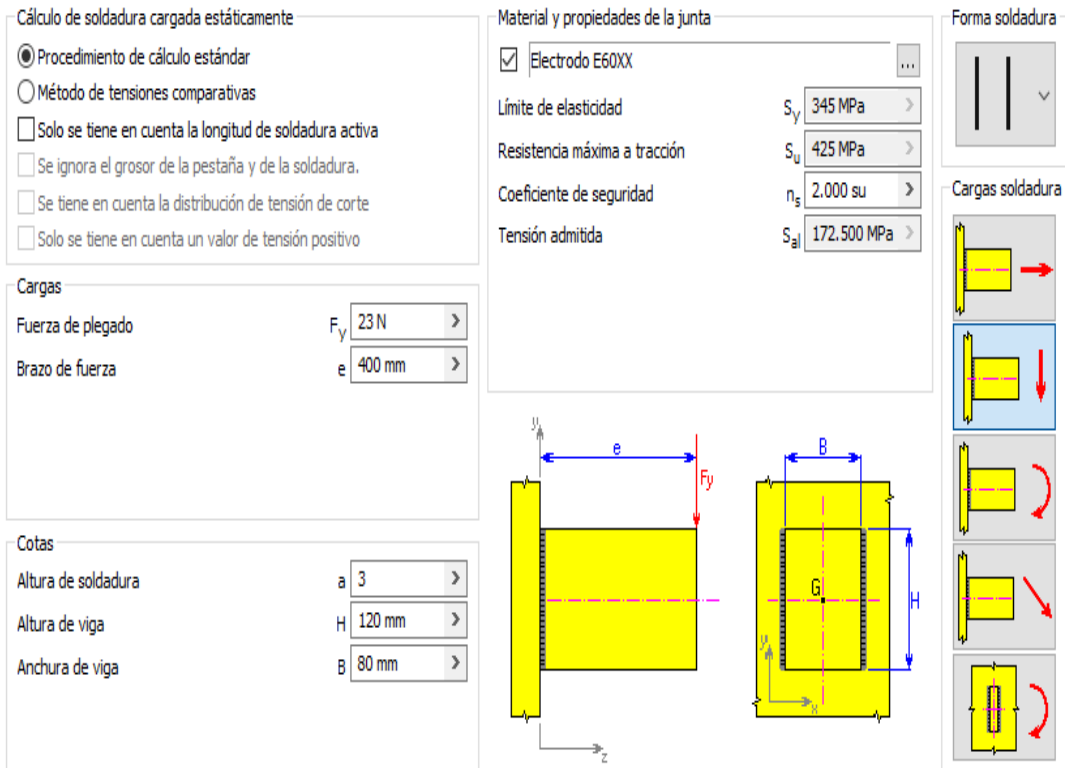 Cálculo de soldadura cargada estáticamente
Procedimiento de cálculo estándar
Método de tensiones comparativas
Solo se tiene en cuenta la longitud de soldadura activa
Se ignora el grosor de la pestaña y de la soldadura.
Se tiene en cuenta la distribución de tensión de corte
Solo se tiene en cuenta un valor de tensión positivo
Cargas
Fuerza de plegado Fy 23 N
Brazo de fuerza e 400 mm
Cotas
Altura de soldadura a 3
Altura de viga H 120 mm
Anchura de viga B 80 mm
Material y propiedades de la junta
Electrodo E60XX ...
Límite de elasticidad Sy 345 MPa
Resistencia máxima a tracción Su 425 MPa
Coeficiente de seguridad ns 2.000 su
Tensión admitida Sal 172.500 MPa
y e Fy z
B G H y x
Forma soldadura
Cargas soldadura